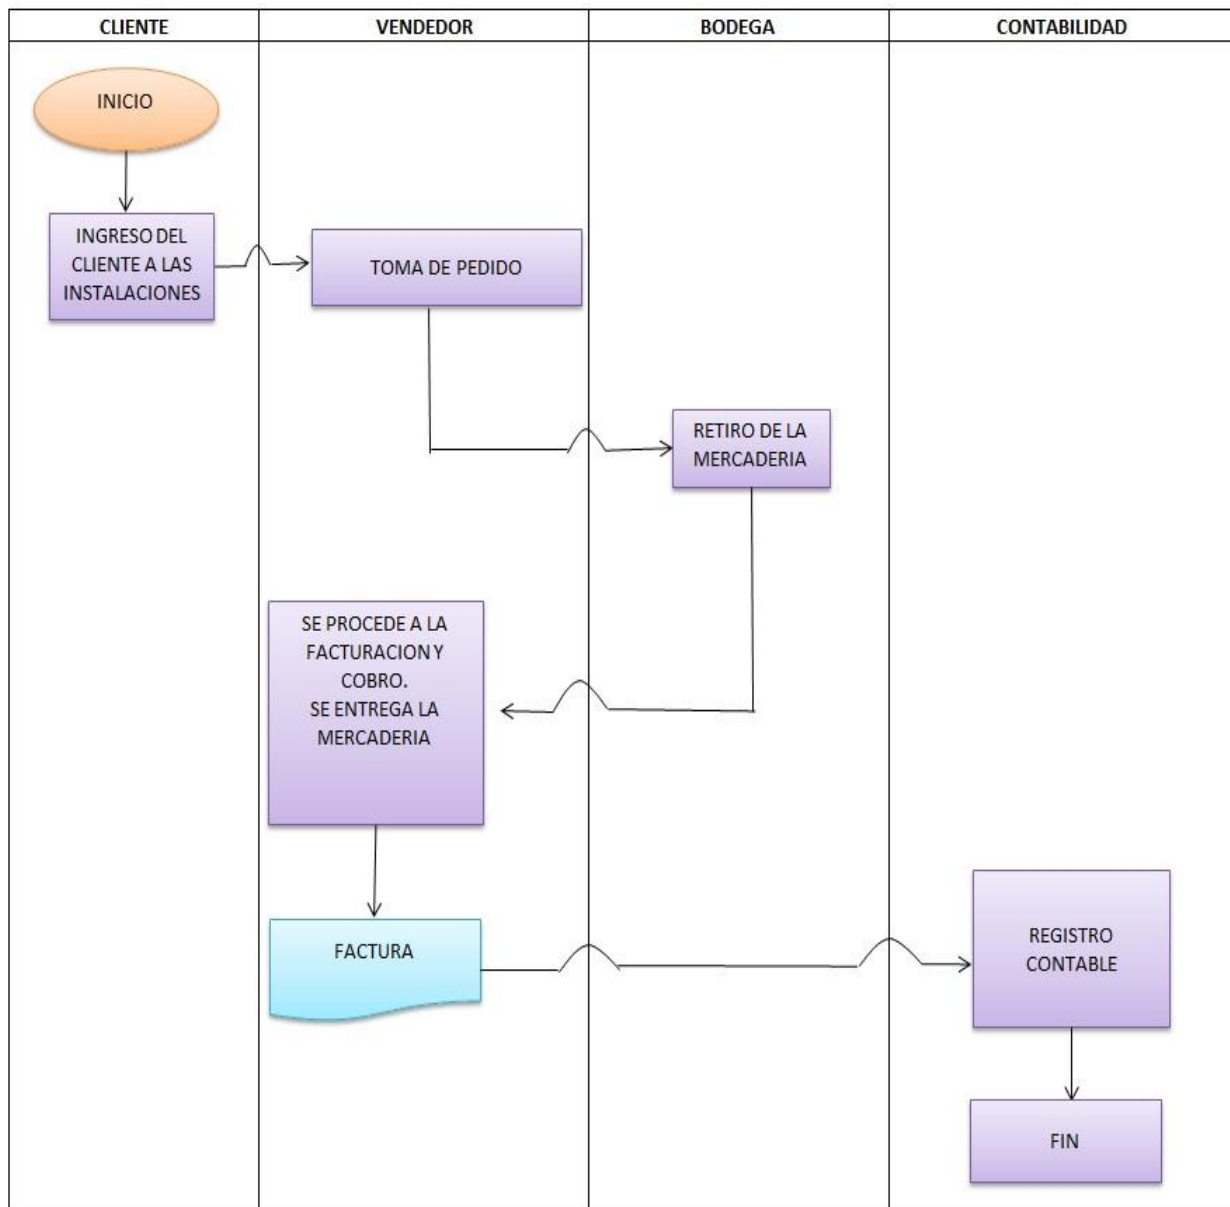 CLIENTE
VENDEDOR
BODEGA
CONTABILIDAD
INICIO
INGRESO DEL
CLIENTE A LAS
INSTALACIONES
TOMA DE PEDIDO
RETIRO DE LA
MERCADERIA
SE PROCEDE A LA
FACTURACION Y
COBRO.
SE ENTREGA LA
MERCADERIA
FACTURA
REGISTRO
CONTABLE
FIN